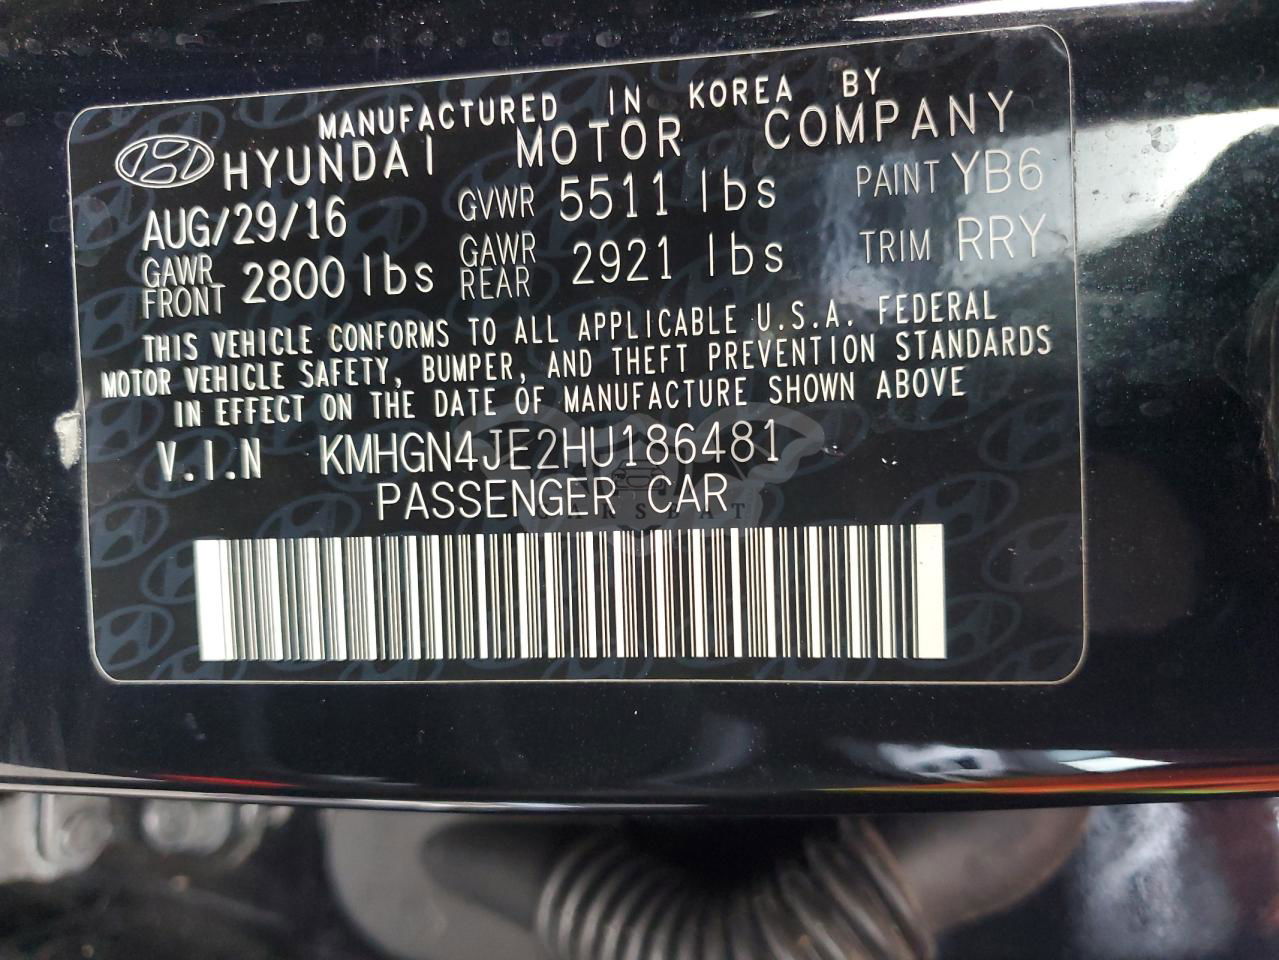 MANUFACTURED IN KOREA BY
HYUNDAI MOTOR COMPANY
AUG/29/16 GVWR 5511 lbs PAINT YB6
GAWR FRONT 2800 lbs GAWR REAR 2921 lbs TRIM RRY
THIS VEHICLE CONFORMS TO ALL APPLICABLE U.S.A. FEDERAL
MOTOR VEHICLE SAFETY, BUMPER, AND THEFT PREVENTION STANDARDS
IN EFFECT ON THE DATE OF MANUFACTURE SHOWN ABOVE
V.I.N KMHGN4JE2HU186481
PASSENGER CAR